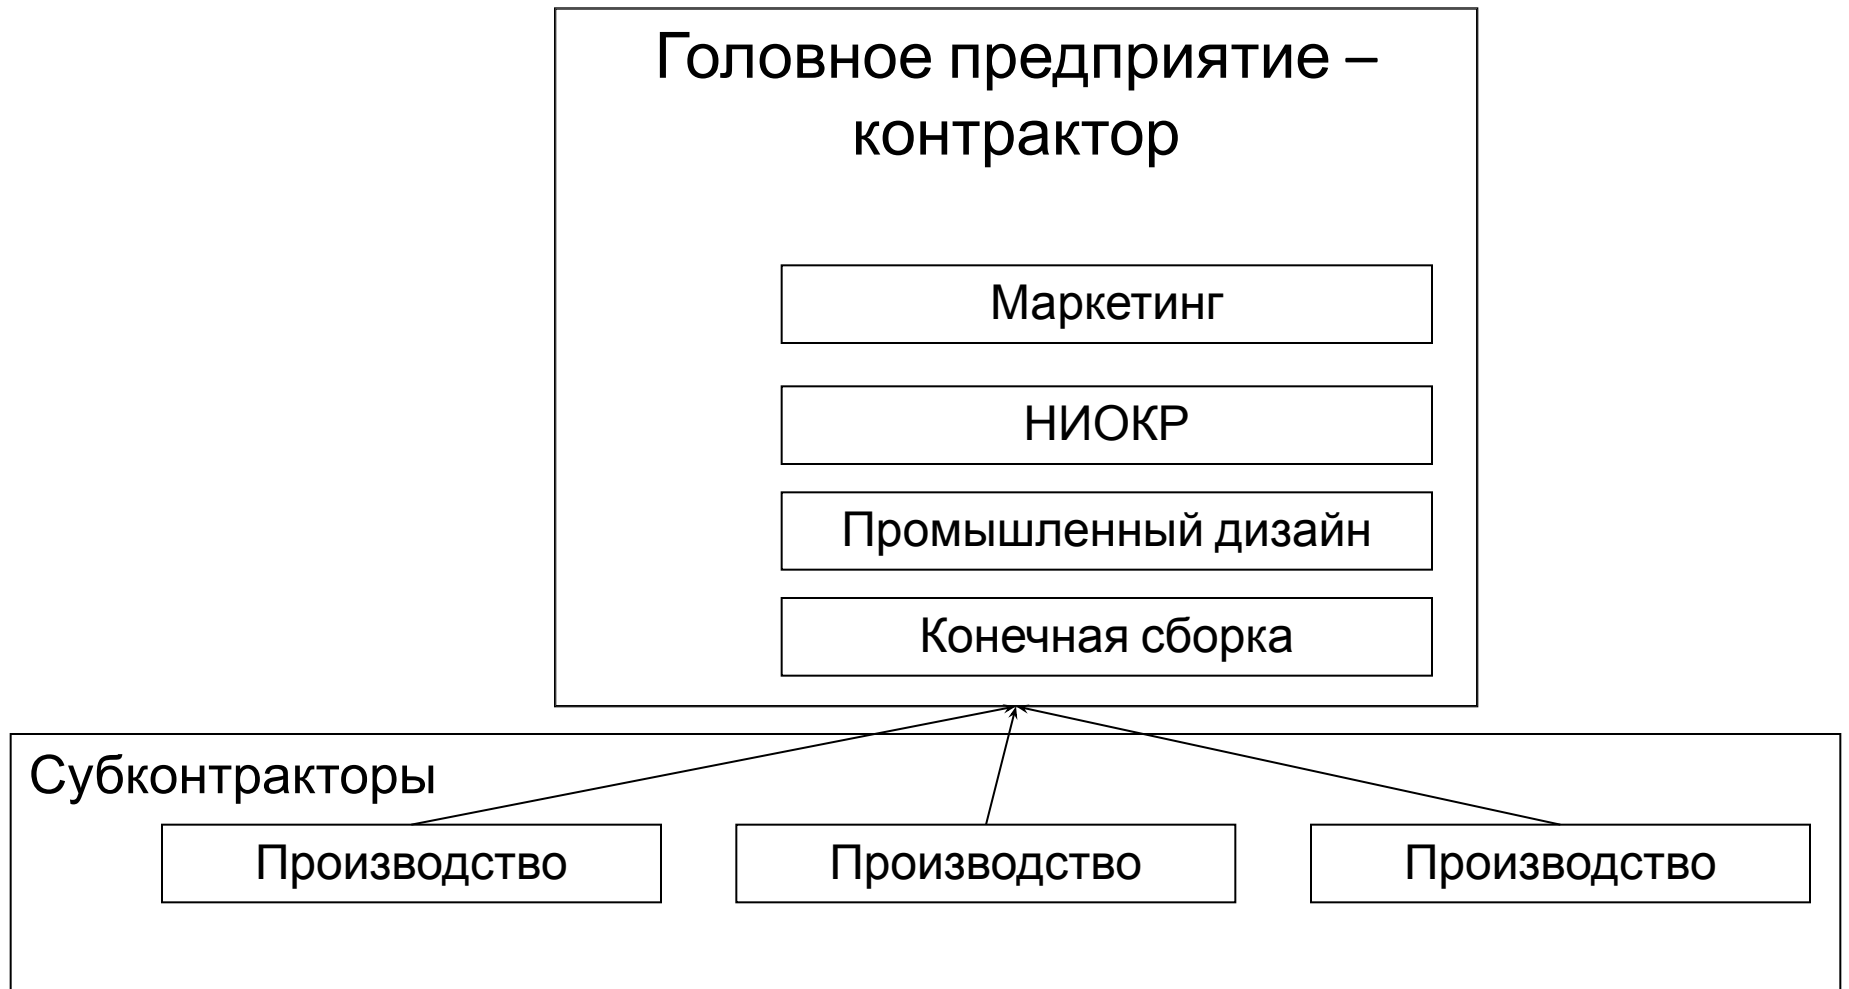 Головное предприятие –
контрактор
Маркетинг
НИОКР
Промышленный дизайн
Конечная сборка
Субконтракторы
Производство
Производство
Производство